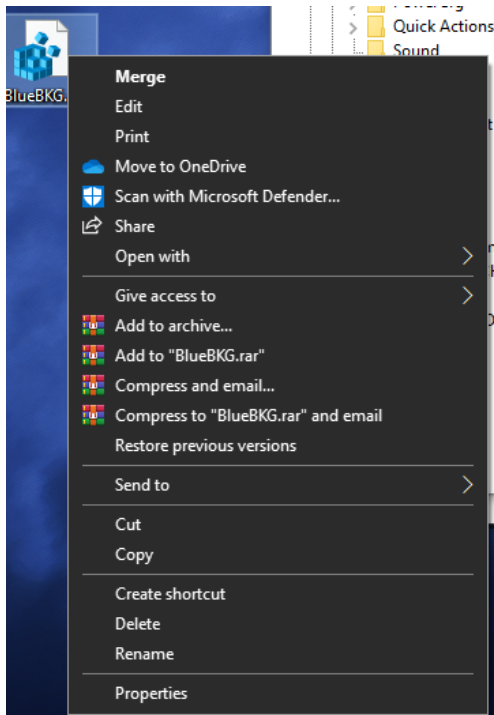 Quick Actions
Sound
BlueBKG.
Merge
Edit
Print
Move to OneDrive
Scan with Microsoft Defender...
Share
Open with
Give access to
Add to archive...
Add to "BlueBKG.rar"
Compress and email...
Compress to "BlueBKG.rar" and email
Restore previous versions
Send to
Cut
Copy
Create shortcut
Delete
Rename
Properties